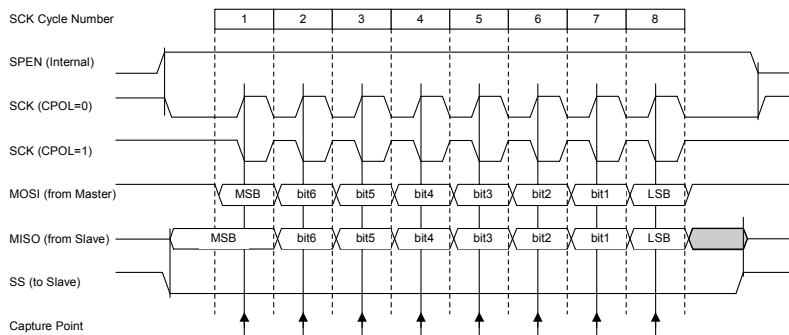 SCK Cycle Number 1 2 3 4 5 6 7 8
SPEN (Internal)
SCK (CPOL=0)
SCK (CPOL=1)
MOSI (from Master) MSB bit6 bit5 bit4 bit3 bit2 bit1 LSB
MISO (from Slave) MSB bit6 bit5 bit4 bit3 bit2 bit1 LSB
SS (to Slave)
Capture Point